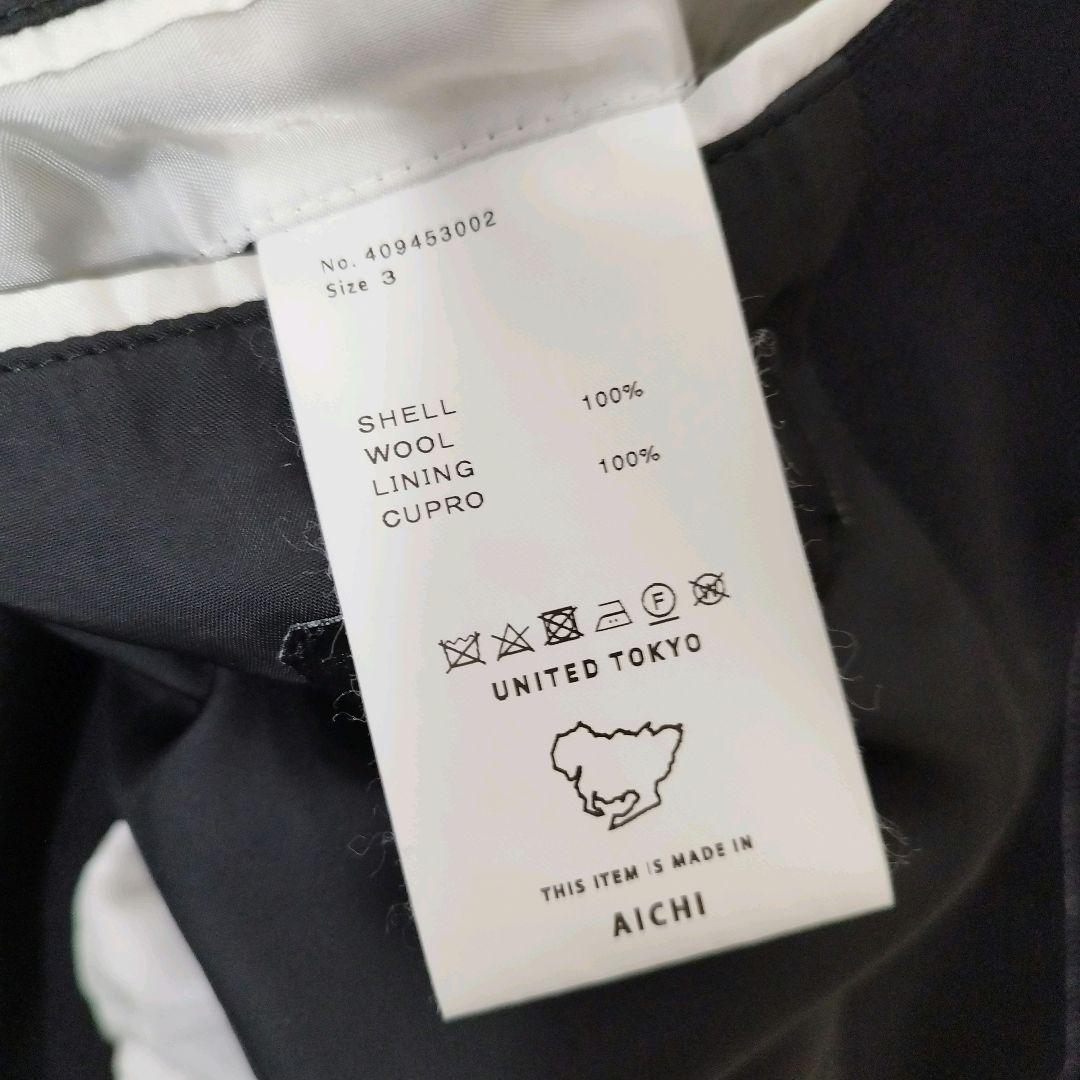 No. 409453002
Size 3
SHELL
WOOL 100%
LINING
CUPRO 100%
F W
UNITED TOKYO
THIS ITEM IS MADE IN
AICHI